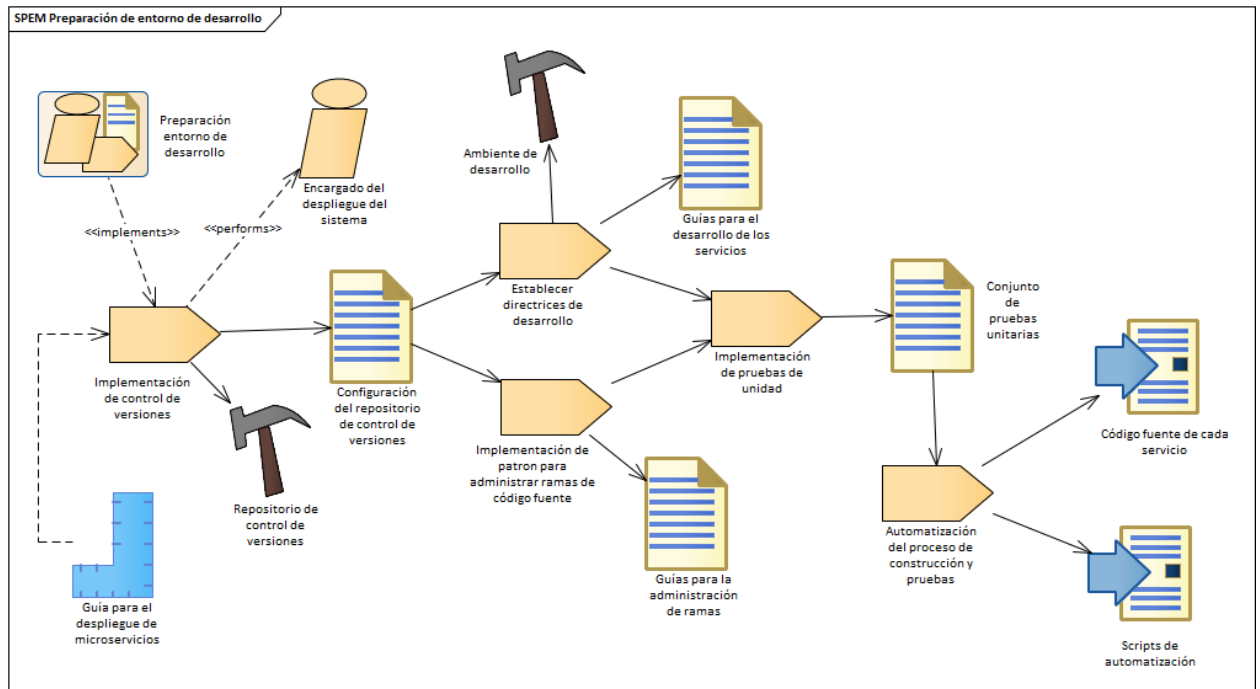 SPEM Preparación de entorno de desarrollo
Preparación
entorno de
desarrollo
Encargado del
despliegue del
sistema
<<implements>>
<<performs>>
Ambiente de
desarrollo
Guías para el
desarrollo de los
servicios
Establecer
directrices de
desarrollo
Implementación
de control de
versiones
Configuración
del repositorio
de control de
versiones
Repositorio de
control de
versiones
Guía para el
despliegue de
microservicios
Implementación de
patron para
administrar ramas de
código fuente
Guías para la
administración
de ramas
Implementación
de pruebas de
unidad
Conjunto
de
pruebas
unitarias
Código fuente de cada
servicio
Automatización
del proceso de
construcción y
pruebas
Scripts de
automatización